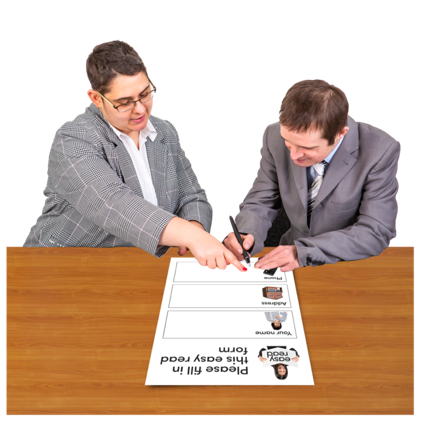 Please fill in
this easy read
form
easy
read
Your name
Address
Phone